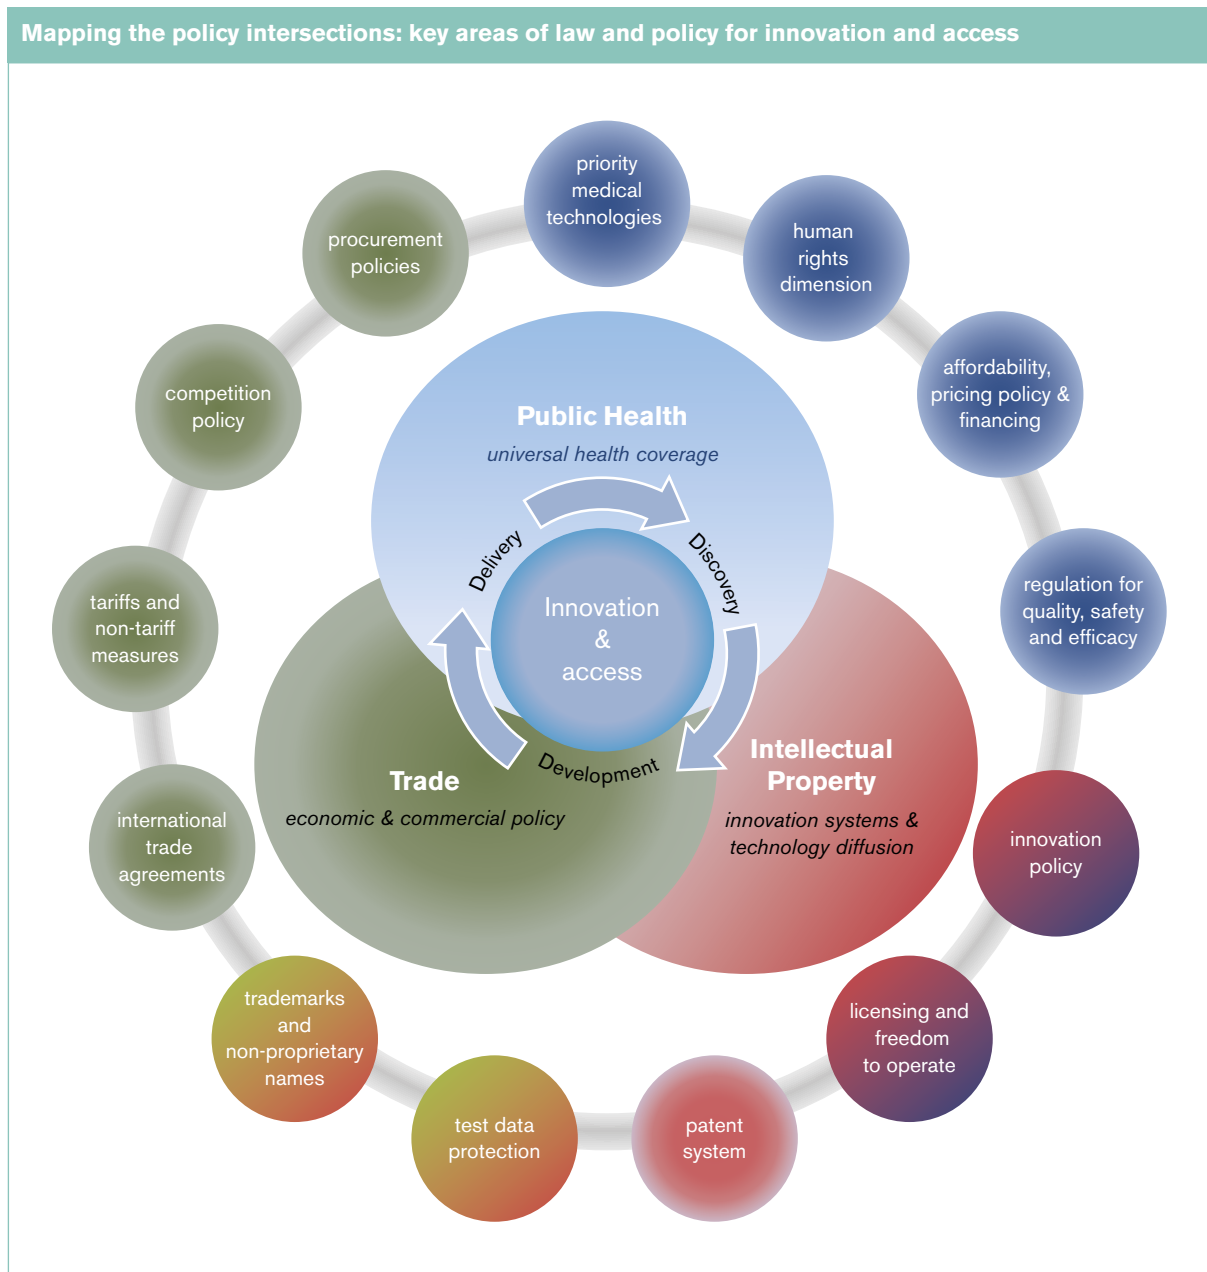 Mapping the policy intersections: key areas of law and policy for innovation and access
priority
medical
technologies
human
rights
dimension
affordability,
pricing policy &
financing
regulation for
quality, safety
and efficacy
innovation
policy
licensing and
freedom
to operate
patent
system
test data
protection
trademarks
and
non-proprietary
names
international
trade
agreements
tariffs and
non-tariff
measures
competition
policy
procurement
policies
Public Health
universal health coverage
Delivery
Discovery
Development
Innovation
&
access
Trade
economic & commercial policy
Intellectual
Property
innovation systems &
technology diffusion